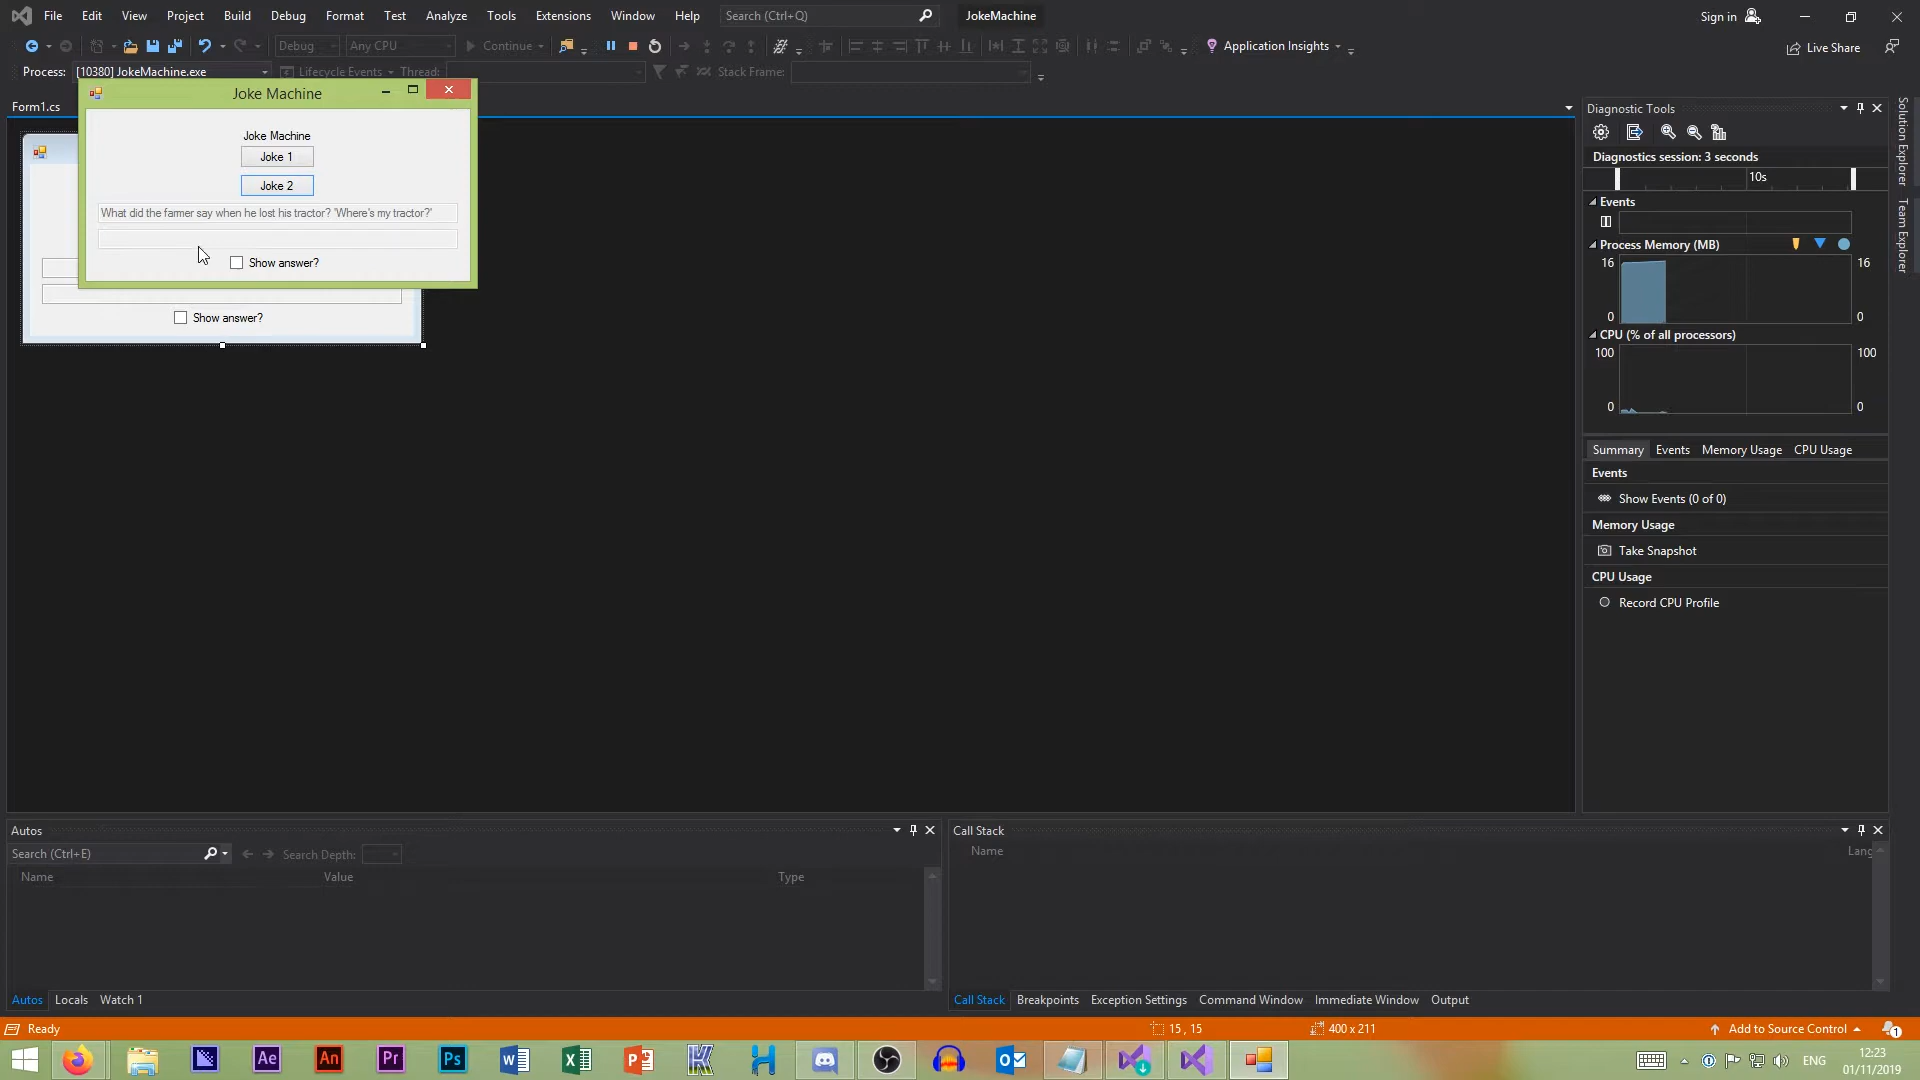 File Edit View Project Build Debug Format Test Analyze Tools Extensions Window Help Search (Ctrl+Q) JokeMachine Sign in
Debug Any CPU Continue Application Insights Live Share
Process: [10380] JokeMachine.exe Lifecycle Events Thread: Stack Frame:
Form1.cs
Joke Machine
Joke Machine
Joke 1
Joke 2
What did the farmer say when he lost his tractor? 'Where's my tractor?'
Show answer?
Show answer?
Diagnostic Tools
Diagnostics session: 3 seconds
10s
Events
Process Memory (MB)
16 16
0 0
CPU (% of all processors)
100 100
0 0
Summary Events Memory Usage CPU Usage
Events
Show Events (0 of 0)
Memory Usage
Take Snapshot
CPU Usage
Record CPU Profile
Solution Explorer
Team Explorer
Autos
Search (Ctrl+E) Search Depth:
Name Value Type
Autos Locals Watch 1
Call Stack
Name Lang
Call Stack Breakpoints Exception Settings Command Window Immediate Window Output
Ready 15 , 15 400 x 211 Add to Source Control 1
Ae An Pr Ps ENG 12:23
01/11/2019